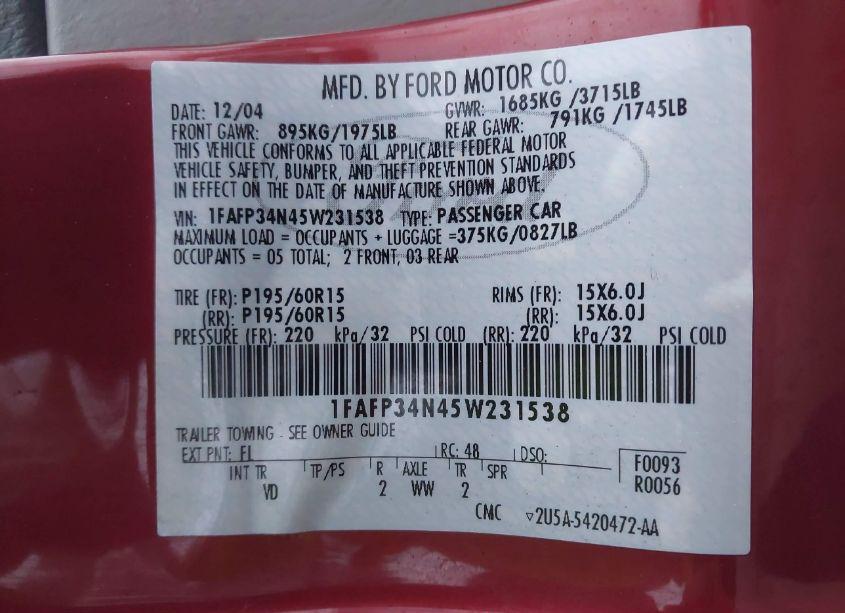 MFD. BY FORD MOTOR CO.
DATE: 12/04 GVWR: 1685KG /3715LB
FRONT GAWR: 895KG/1975LB REAR GAWR: 791KG /1745LB
THIS VEHICLE CONFORMS TO ALL APPLICABLE FEDERAL MOTOR
VEHICLE SAFETY, BUMPER, AND THEFT PREVENTION STANDARDS
IN EFFECT ON THE DATE OF MANUFACTURE SHOWN ABOVE.
VIN: 1FAFP34N45W231538 TYPE: PASSENGER CAR
MAXIMUM LOAD = OCCUPANTS + LUGGAGE =375KG/0827LB
OCCUPANTS = 05 TOTAL; 2 FRONT, 03 REAR
TIRE (FR): P195/60R15 RIMS (FR): 15X6.0J
(RR): P195/60R15 (RR): 15X6.0J
PRESSURE (FR): 220 kPa/32 PSI COLD (RR): 220 kPa/32 PSI COLD
1FAFP34N45W231538
TRAILER TOWING - SEE OWNER GUIDE
EXT PNT: FL RC: 48 DSO: F0093
INT TR TP/PS R AXLE TR SPR R0056
VD 2 WW 2
CMC ▽2U5A-5420472-AA